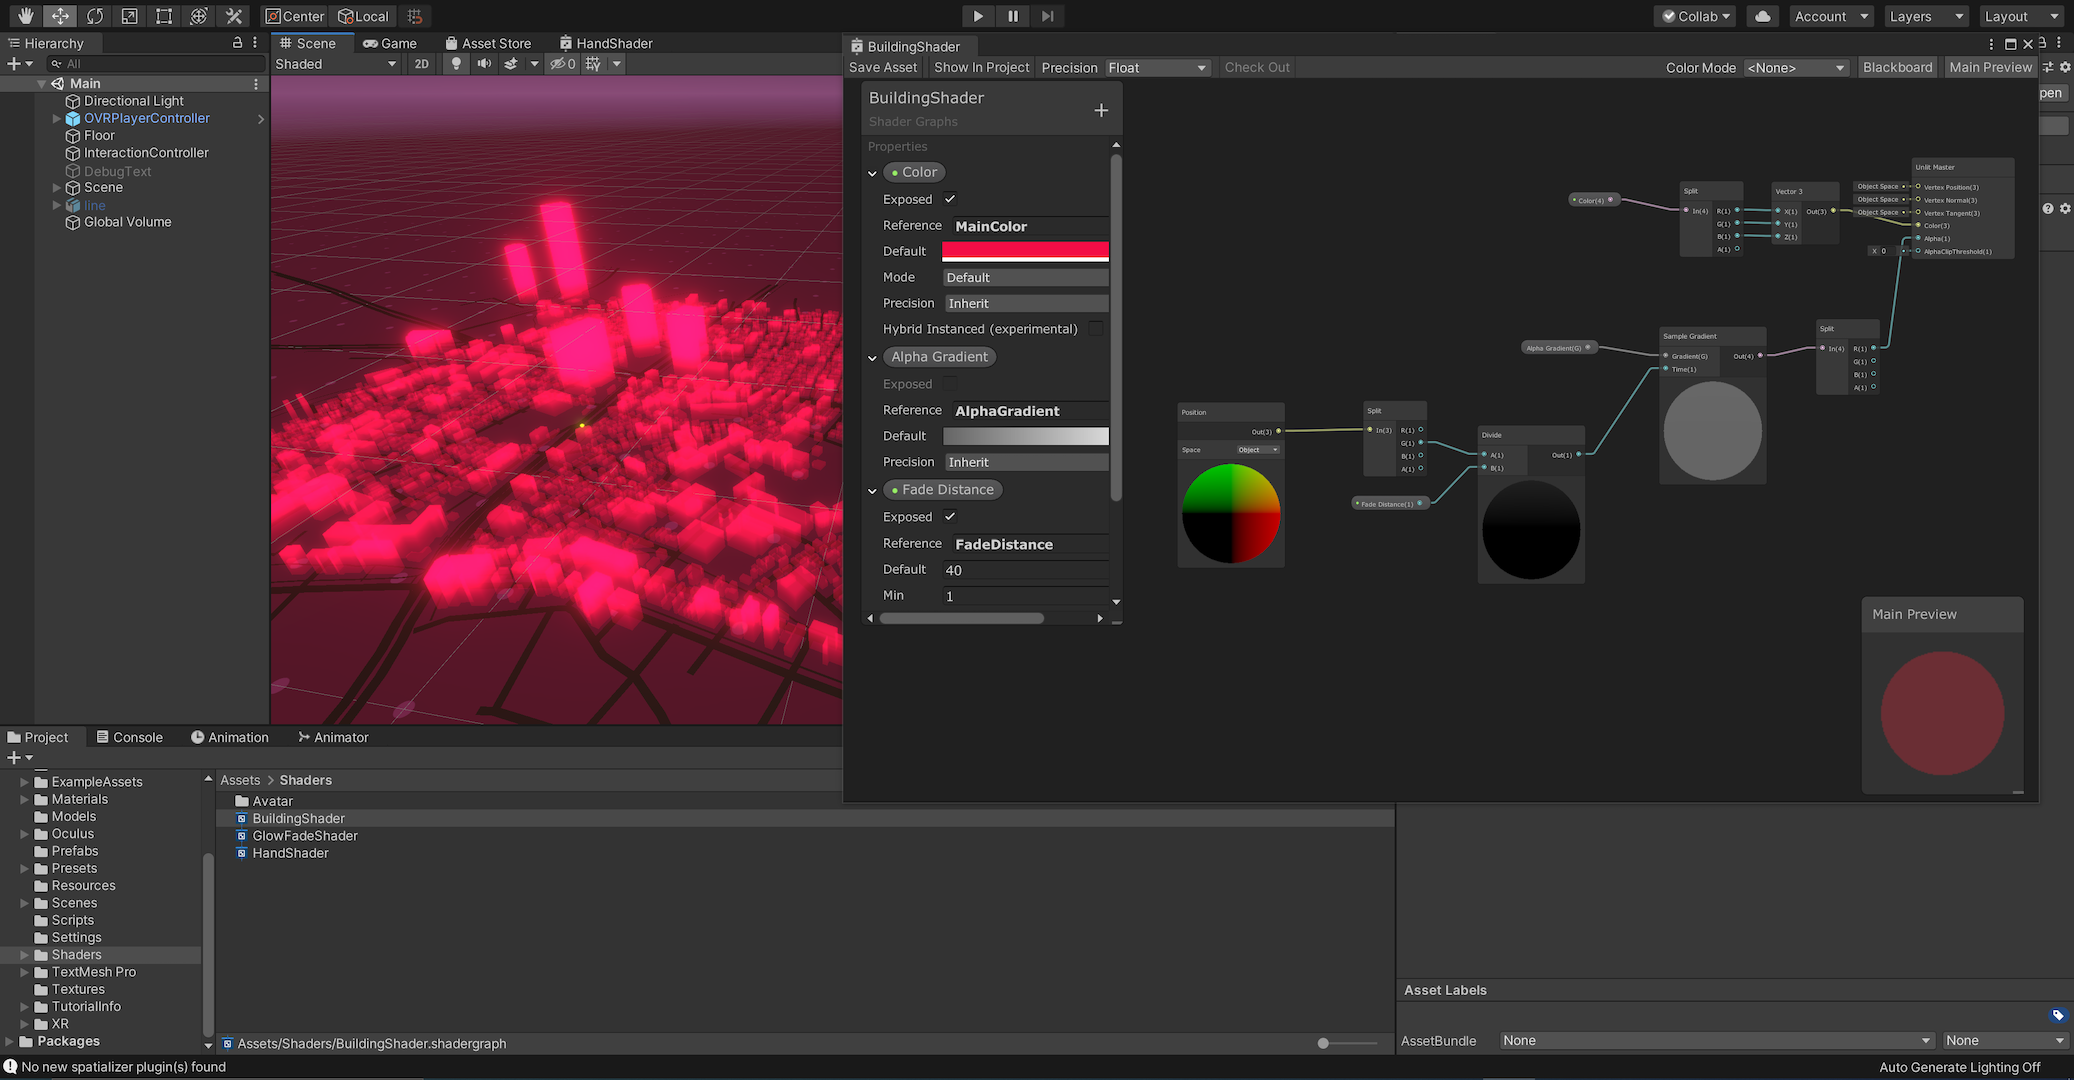 Center
Local
Collab
Account
Layers
Layout
Hierarchy
All
Main
Directional Light
OVRPlayerController
Floor
InteractionController
DebugText
Scene
line
Global Volume
Scene
Game
Asset Store
HandShader
Shaded
2D
0
BuildingShader
Save Asset
Show In Project
Precision
Float
Check Out
Color Mode
<None>
Blackboard
Main Preview
pen
BuildingShader
Shader Graphs
Properties
Color
Exposed
Reference MainColor
Default
Mode Default
Precision Inherit
Hybrid Instanced (experimental)
Alpha Gradient
Exposed
Reference AlphaGradient
Default
Precision Inherit
Fade Distance
Exposed
Reference FadeDistance
Default 40
Min 1
Color(4)
Split
In(4)
R(1)
G(1)
B(1)
A(1)
Vector 3
X(1)
Y(1)
Z(1)
Out(3)
Unlit Master
Object Space
Vertex Position(3)
Object Space
Vertex Normal(3)
Object Space
Vertex Tangent(3)
Color(3)
Alpha(1)
X 0
AlphaClipThreshold(1)
Alpha Gradient(G)
Sample Gradient
Gradient(G)
Time(1)
Out(4)
Split
In(4)
R(1)
G(1)
B(1)
A(1)
Position
Out(3)
Space
Object
Split
In(3)
R(1)
G(1)
B(1)
A(1)
Fade Distance(1)
Divide
A(1)
B(1)
Out(1)
Main Preview
Project
Console
Animation
Animator
ExampleAssets
Materials
Models
Oculus
Prefabs
Presets
Resources
Scenes
Scripts
Settings
Shaders
TextMesh Pro
Textures
TutorialInfo
XR
Packages
Assets > Shaders
Avatar
BuildingShader
GlowFadeShader
HandShader
Assets/Shaders/BuildingShader.shadergraph
Asset Labels
AssetBundle
None
None
No new spatializer plugin(s) found
Auto Generate Lighting Off